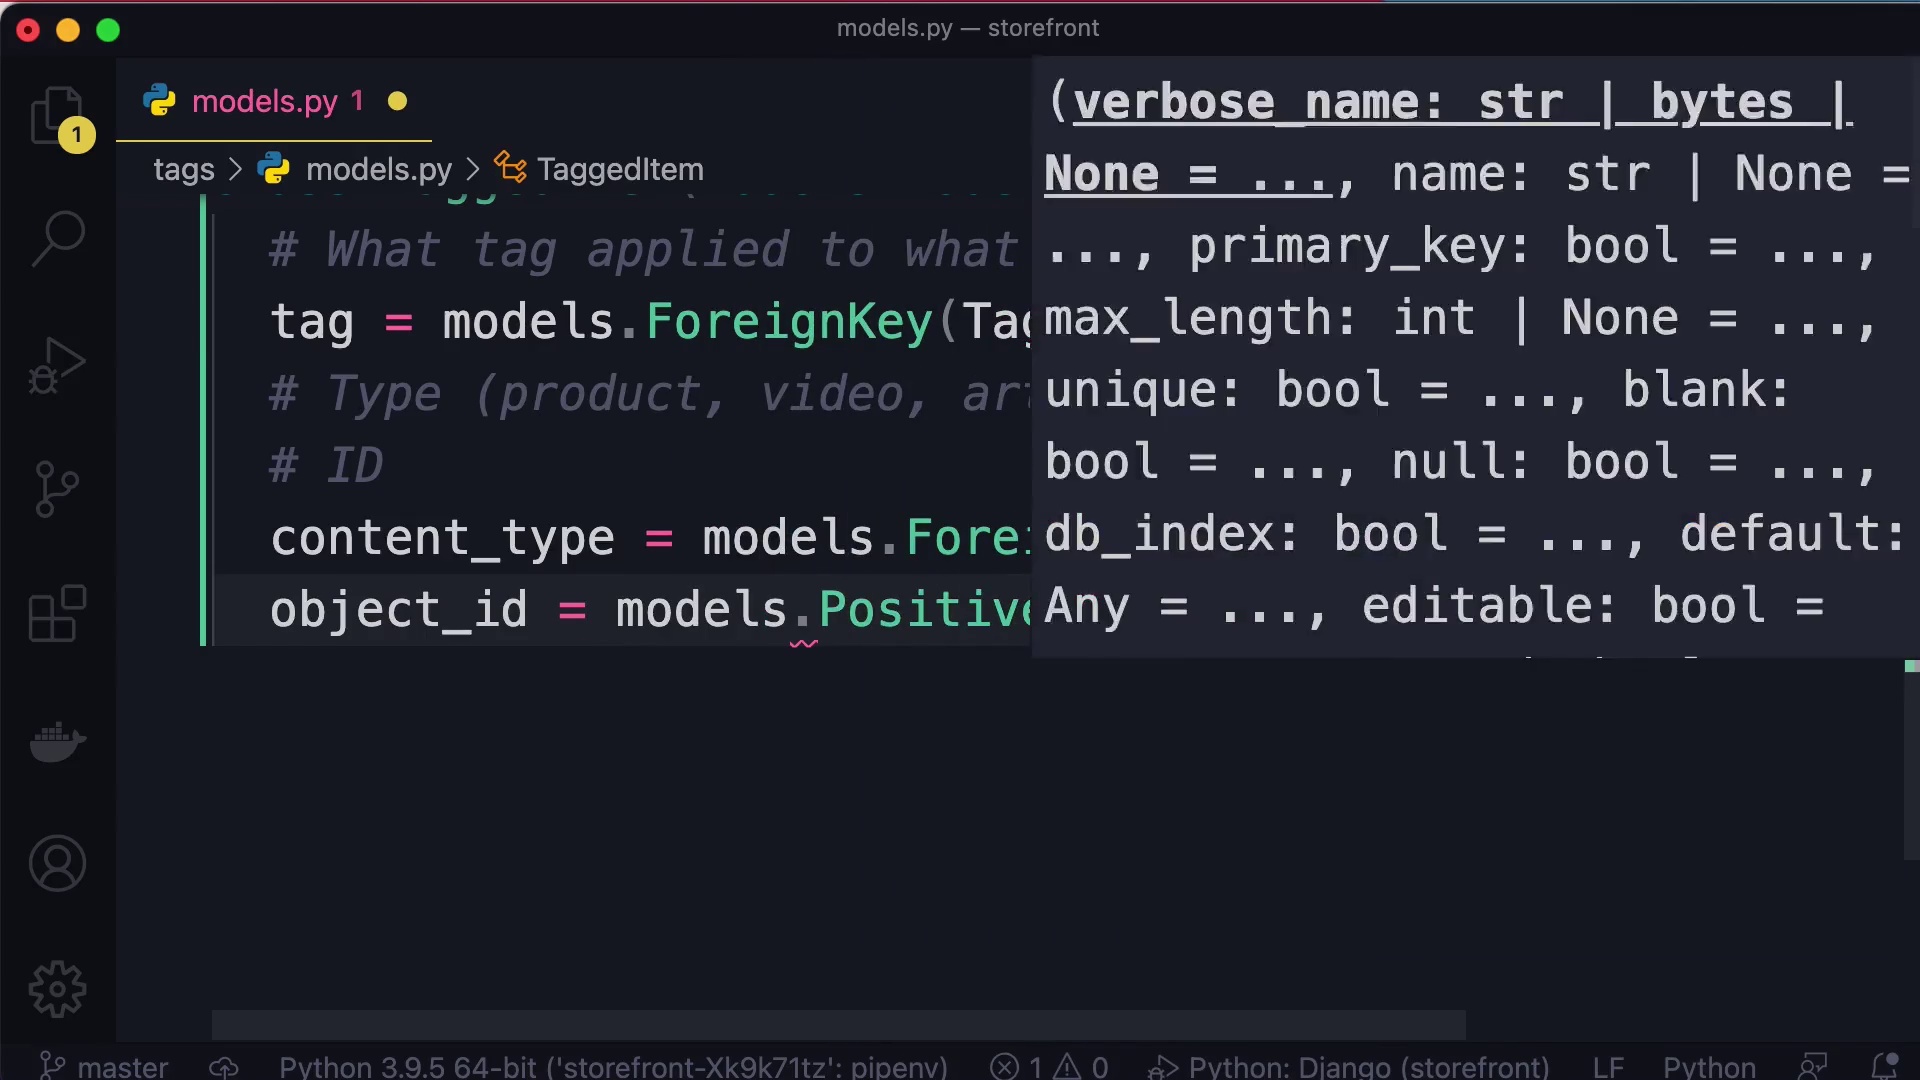 models.py — storefront
models.py 1
1
tags > models.py > TaggedItem
# What tag applied to what
tag = models.ForeignKey(Tag
# Type (product, video, art
# ID
content_type = models.Forei
object_id = models.Positive
(verbose_name: str | bytes |
None = ..., name: str | None =
..., primary_key: bool = ...,
max_length: int | None = ...,
unique: bool = ..., blank:
bool = ..., null: bool = ...,
db_index: bool = ..., default:
Any = ..., editable: bool =
master
Python 3.9.5 64-bit ('storefront-Xk9k71tz': pipenv)
1 0
Python: Django (storefront)
LF
Python